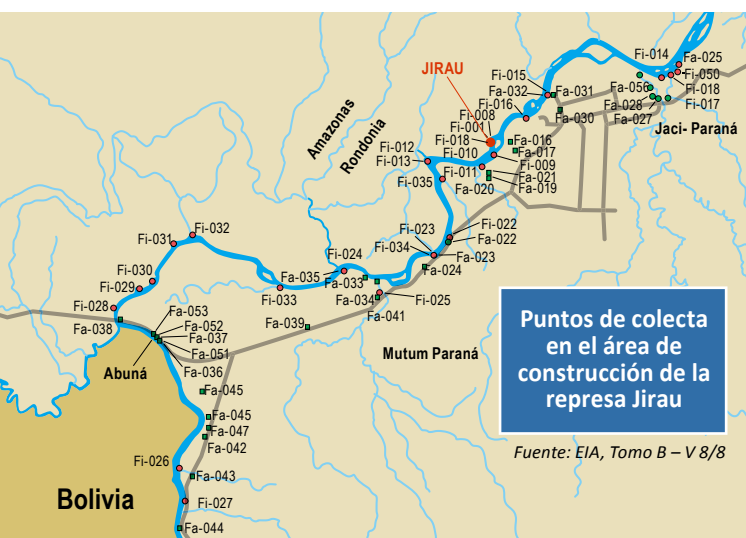 Fi-014
Fa-025
JIRAU
Fi-015
Fi-050
Fa-032
Fa-031
Fa-056
Fi-018
Fi-016
Fa-028
Fi-017
Fi-008
Fa-030
Fa-027
Fi-001
Jaci- Paraná
Amazonas
Rondonia
Fi-018
Fa-016
Fi-012
Fi-010
Fa-017
Fi-013
Fi-011
Fi-009
Fa-021
Fi-035
Fa-020
Fa-019
Fi-032
Fi-023
Fi-022
Fi-031
Fi-034
Fa-022
Fi-024
Fa-023
Fi-030
Fa-035
Fa-024
Fi-029
Fa-033
Fi-033
Fi-028
Fa-034
Fi-025
Fa-053
Fa-041
Fa-038
Fa-052
Fa-039
Fa-037
Fa-051
Mutum Paraná
Abuná
Fa-036
Fa-045
Fa-045
Fa-047
Fa-042
Fi-026
Fa-043
Bolivia
Fi-027
Fa-044
Puntos de colecta
en el área de
construcción de la
represa Jirau
Fuente: EIA, Tomo B – V 8/8